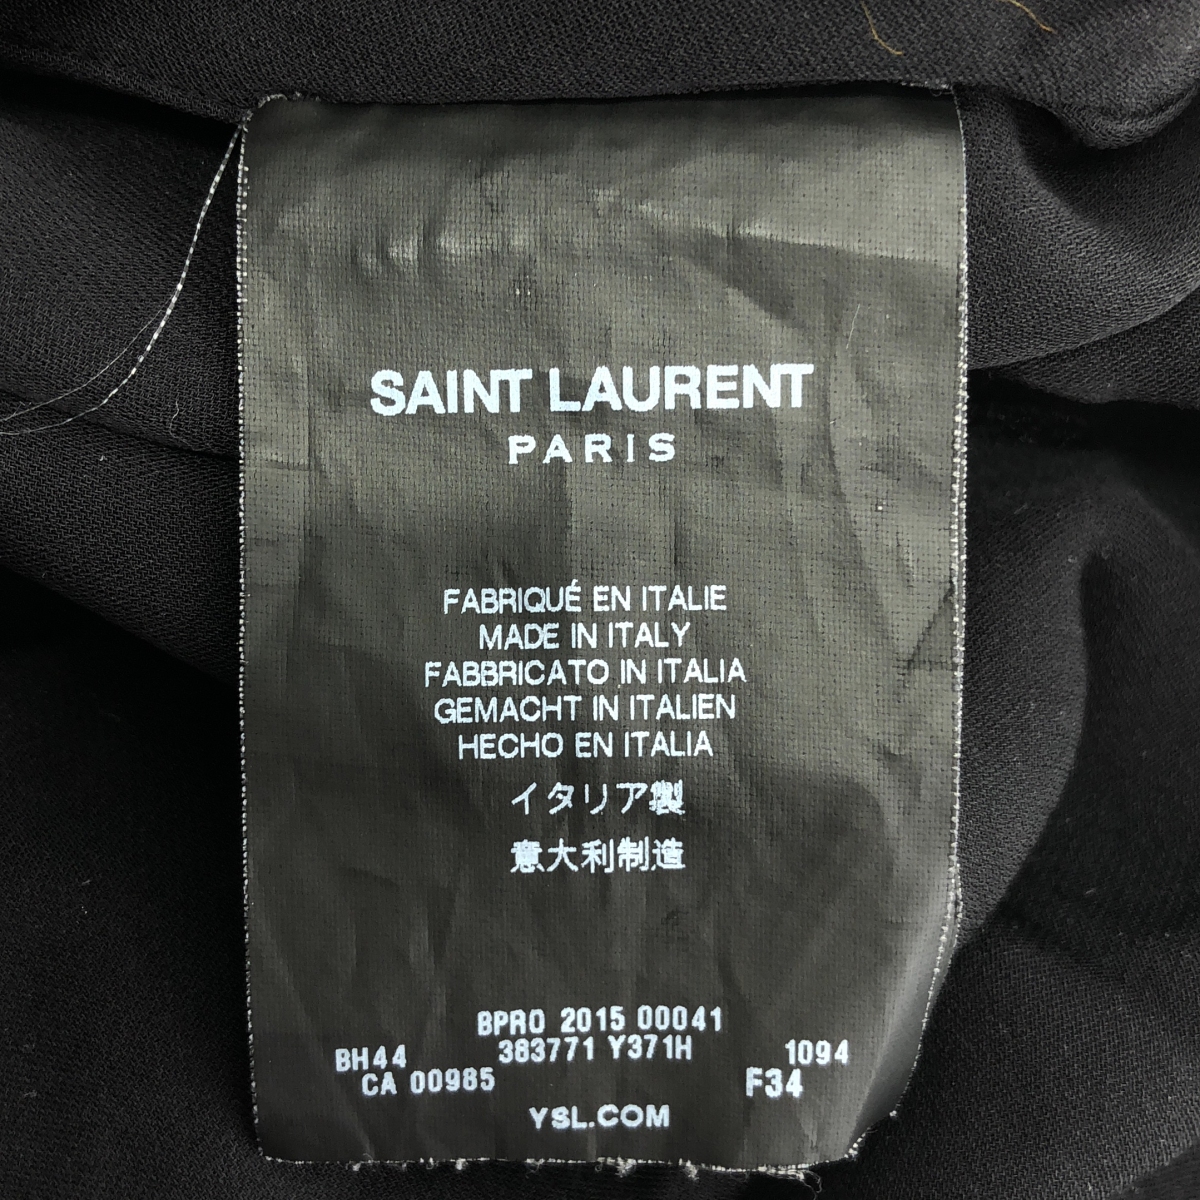 SAINT LAURENT
PARIS
FABRIQUÉ EN ITALIE
MADE IN ITALY
FABBRICATO IN ITALIA
GEMACHT IN ITALIEN
HECHO EN ITALIA
イタリア製
意大利制造
BPRO 2015 00041
BH44 383771 Y371H 1094
CA 00985 F34
YSL.COM